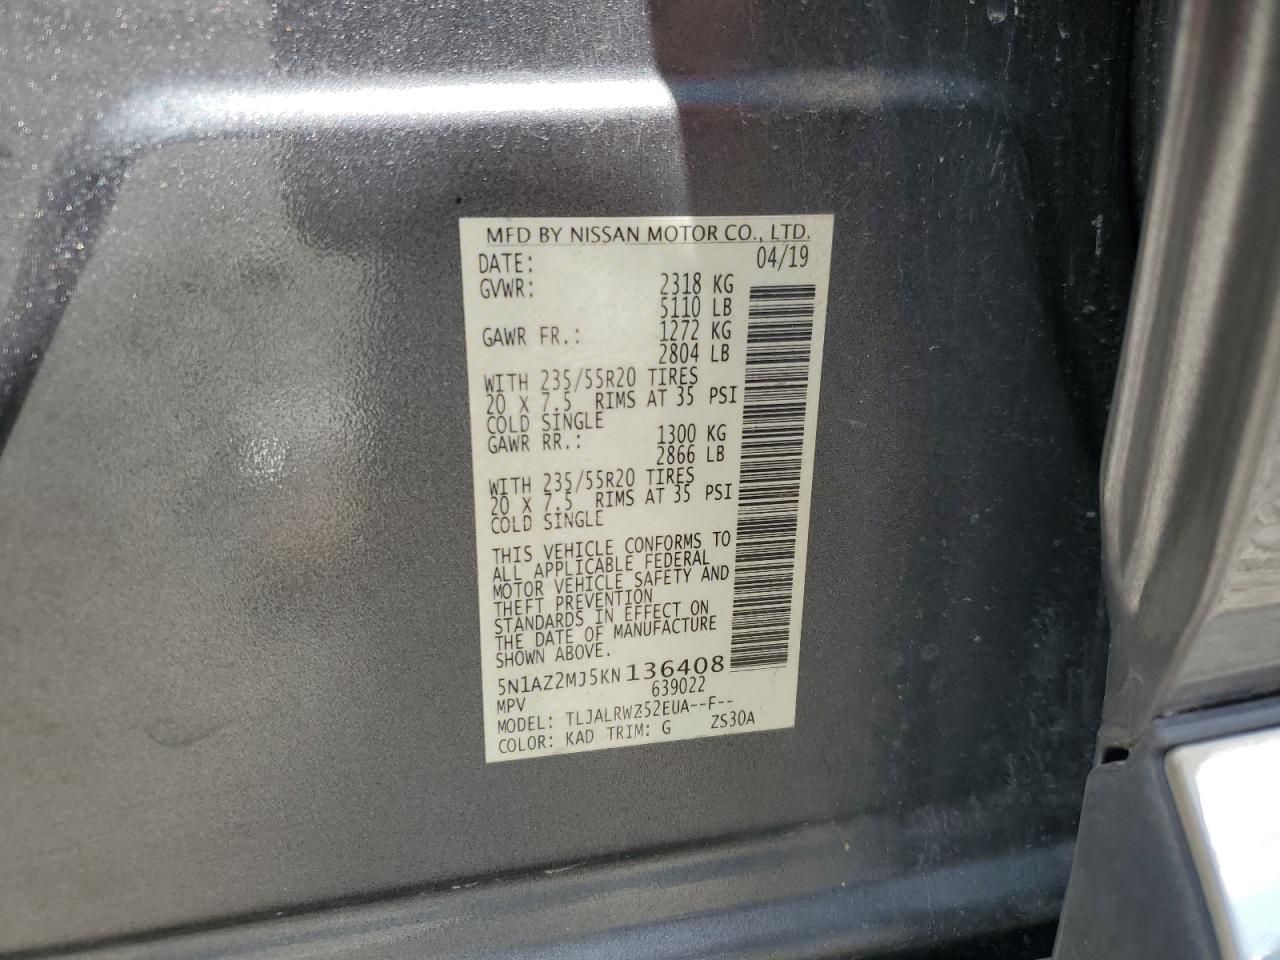 MFD BY NISSAN MOTOR CO., LTD.
DATE: 04/19
GVWR: 2318 KG
5110 LB
GAWR FR.: 1272 KG
2804 LB
WITH 235/55R20 TIRES
20 X 7.5 RIMS AT 35 PSI
COLD SINGLE
GAWR RR.: 1300 KG
2866 LB
WITH 235/55R20 TIRES
20 X 7.5 RIMS AT 35 PSI
COLD SINGLE
THIS VEHICLE CONFORMS TO
ALL APPLICABLE FEDERAL
MOTOR VEHICLE SAFETY AND
THEFT PREVENTION
STANDARDS IN EFFECT ON
THE DATE OF MANUFACTURE
SHOWN ABOVE.
5N1AZ2MJ5KN136408
MPV 639022
MODEL: TLJALRWZ52EUA--F--
COLOR: KAD TRIM: G ZS30A